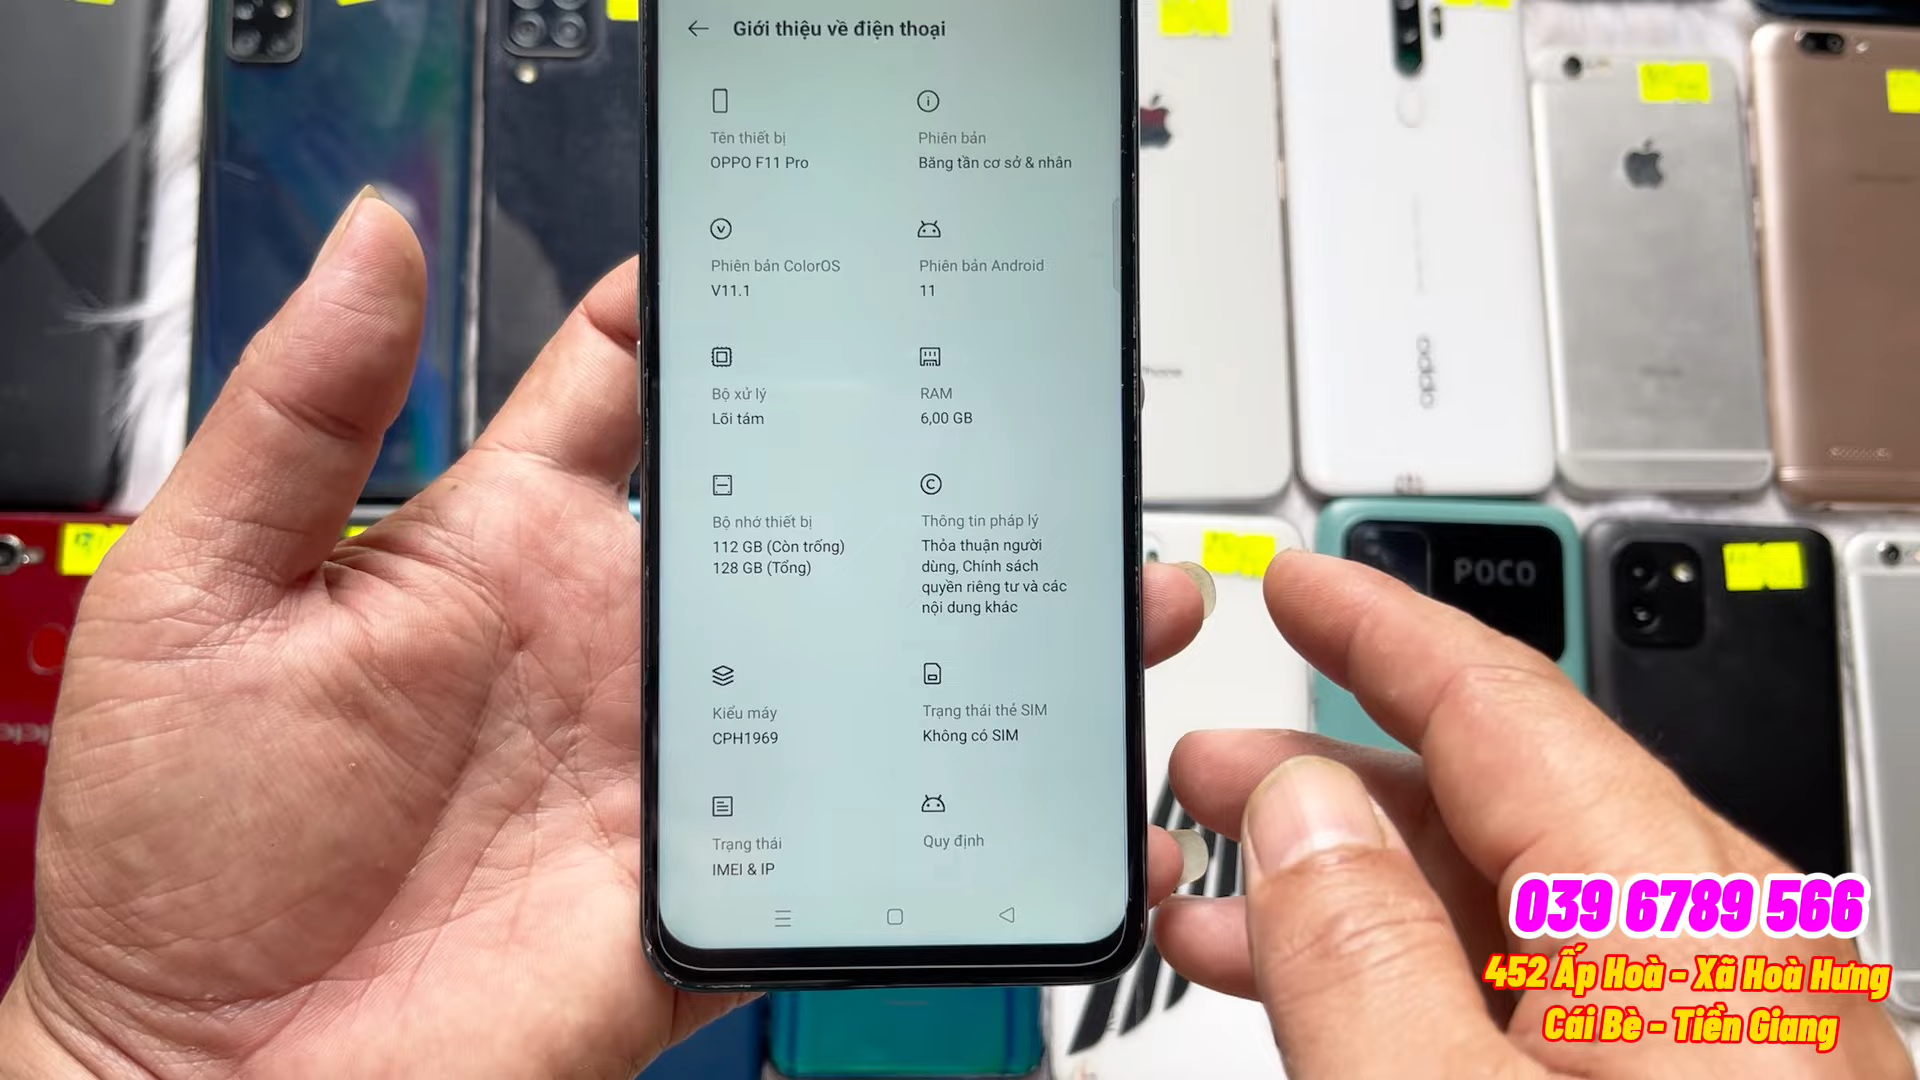 Giới thiệu về điện thoại
Tên thiết bị
OPPO F11 Pro
Phiên bản
Băng tần cơ sở & nhân
Phiên bản ColorOS
V11.1
Phiên bản Android
11
Bộ xử lý
Lõi tám
RAM
6,00 GB
Bộ nhớ thiết bị
112 GB (Còn trống)
128 GB (Tổng)
Thông tin pháp lý
Thỏa thuận người
dùng, Chính sách
quyền riêng tư và các
nội dung khác
Kiểu máy
CPH1969
Trạng thái thẻ SIM
Không có SIM
Trạng thái
IMEI & IP
Quy định
oppo
POCO
039 6789 566
452 Ấp Hoà - Xã Hoà Hưng
Cái Bè - Tiền Giang